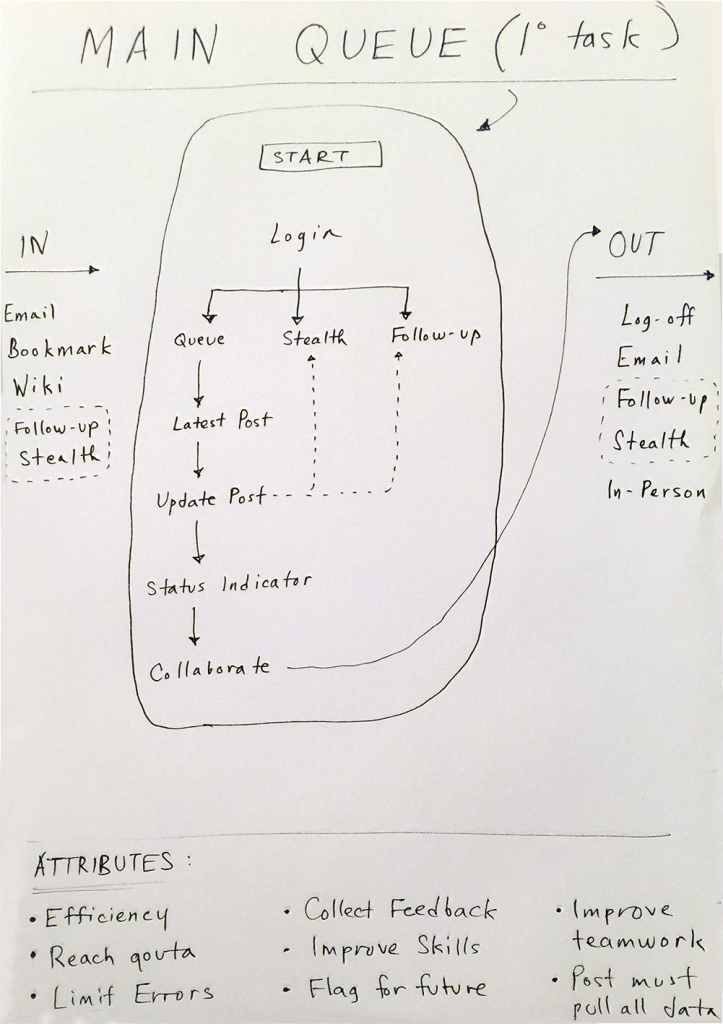 MAIN QUEUE (1° task)
START
Login
IN
Email
Bookmark
Wiki
Follow-up
Stealth
Queue
Stealth
Follow-up
Latest Post
Update Post
Status Indicator
Collaborate
OUT
Log-off
Email
Follow-up
Stealth
In-Person
ATTRIBUTES:
• Efficiency
• Reach qouta
• Limit Errors
• Collect Feedback
- Improve Skills
• Flag for future
• Improve
teamwork
• Post must
pull all data